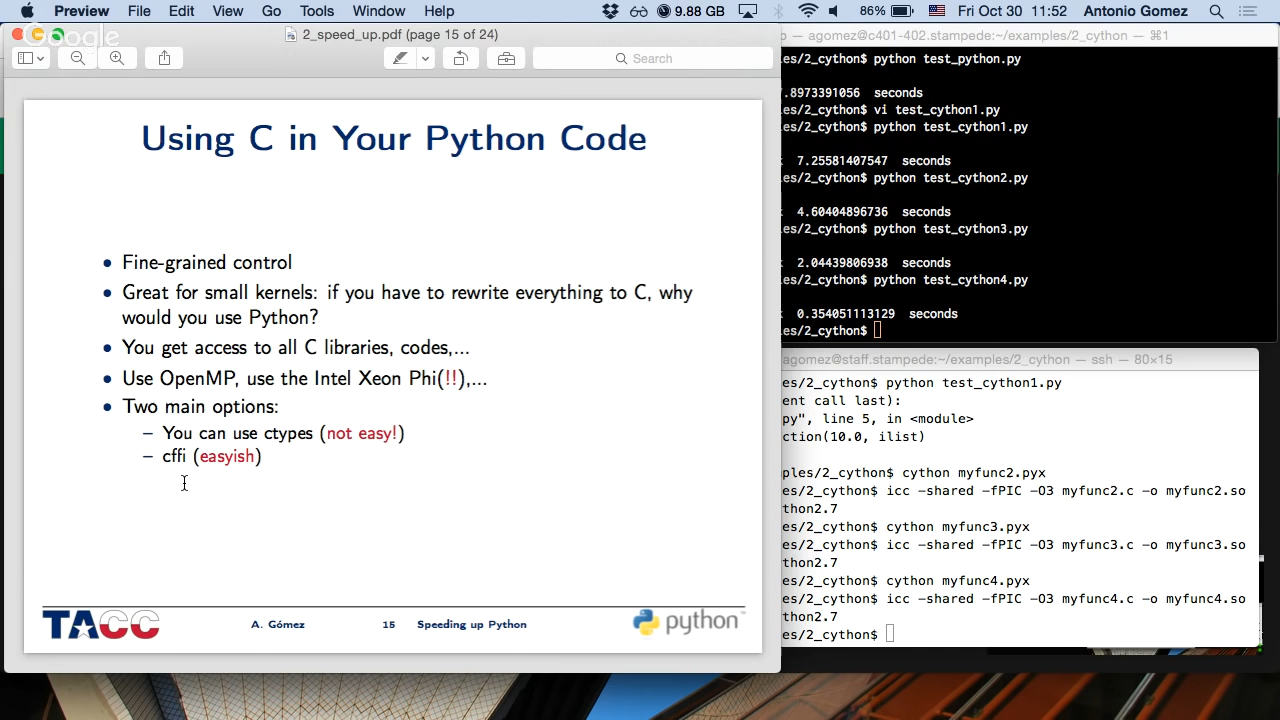 Preview File Edit View Go Tools Window Help 9.88 GB 86% Fri Oct 30 11:52 Antonio Gomez
Google
2_speed_up.pdf (page 15 of 24)
Search
Using C in Your Python Code
• Fine-grained control
• Great for small kernels: if you have to rewrite everything to C, why
would you use Python?
• You get access to all C libraries, codes,...
• Use OpenMP, use the Intel Xeon Phi(!!),...
• Two main options:
– You can use ctypes (not easy!)
– cffi (easyish)
TACC
A. Gómez 15 Speeding up Python
python™
— agomez@c401-402.stampede:~/examples/2_cython — ⌘1
les/2_cython$ python test_python.py
7.8973391056 seconds
les/2_cython$ vi test_cython1.py
les/2_cython$ python test_cython1.py
7.25581407547 seconds
les/2_cython$ python test_cython2.py
4.60404896736 seconds
les/2_cython$ python test_cython3.py
2.04439806938 seconds
les/2_cython$ python test_cython4.py
0.354051113129 seconds
les/2_cython$
agomez@staff.stampede:~/examples/2_cython — ssh — 80×15
es/2_cython$ python test_cython1.py
ent call last):
py", line 5, in <module>
ction(10.0, ilist)
ples/2_cython$ cython myfunc2.pyx
es/2_cython$ icc -shared -fPIC -O3 myfunc2.c -o myfunc2.so
thon2.7
es/2_cython$ cython myfunc3.pyx
es/2_cython$ icc -shared -fPIC -O3 myfunc3.c -o myfunc3.so
thon2.7
es/2_cython$ cython myfunc4.pyx
es/2_cython$ icc -shared -fPIC -O3 myfunc4.c -o myfunc4.so
thon2.7
es/2_cython$